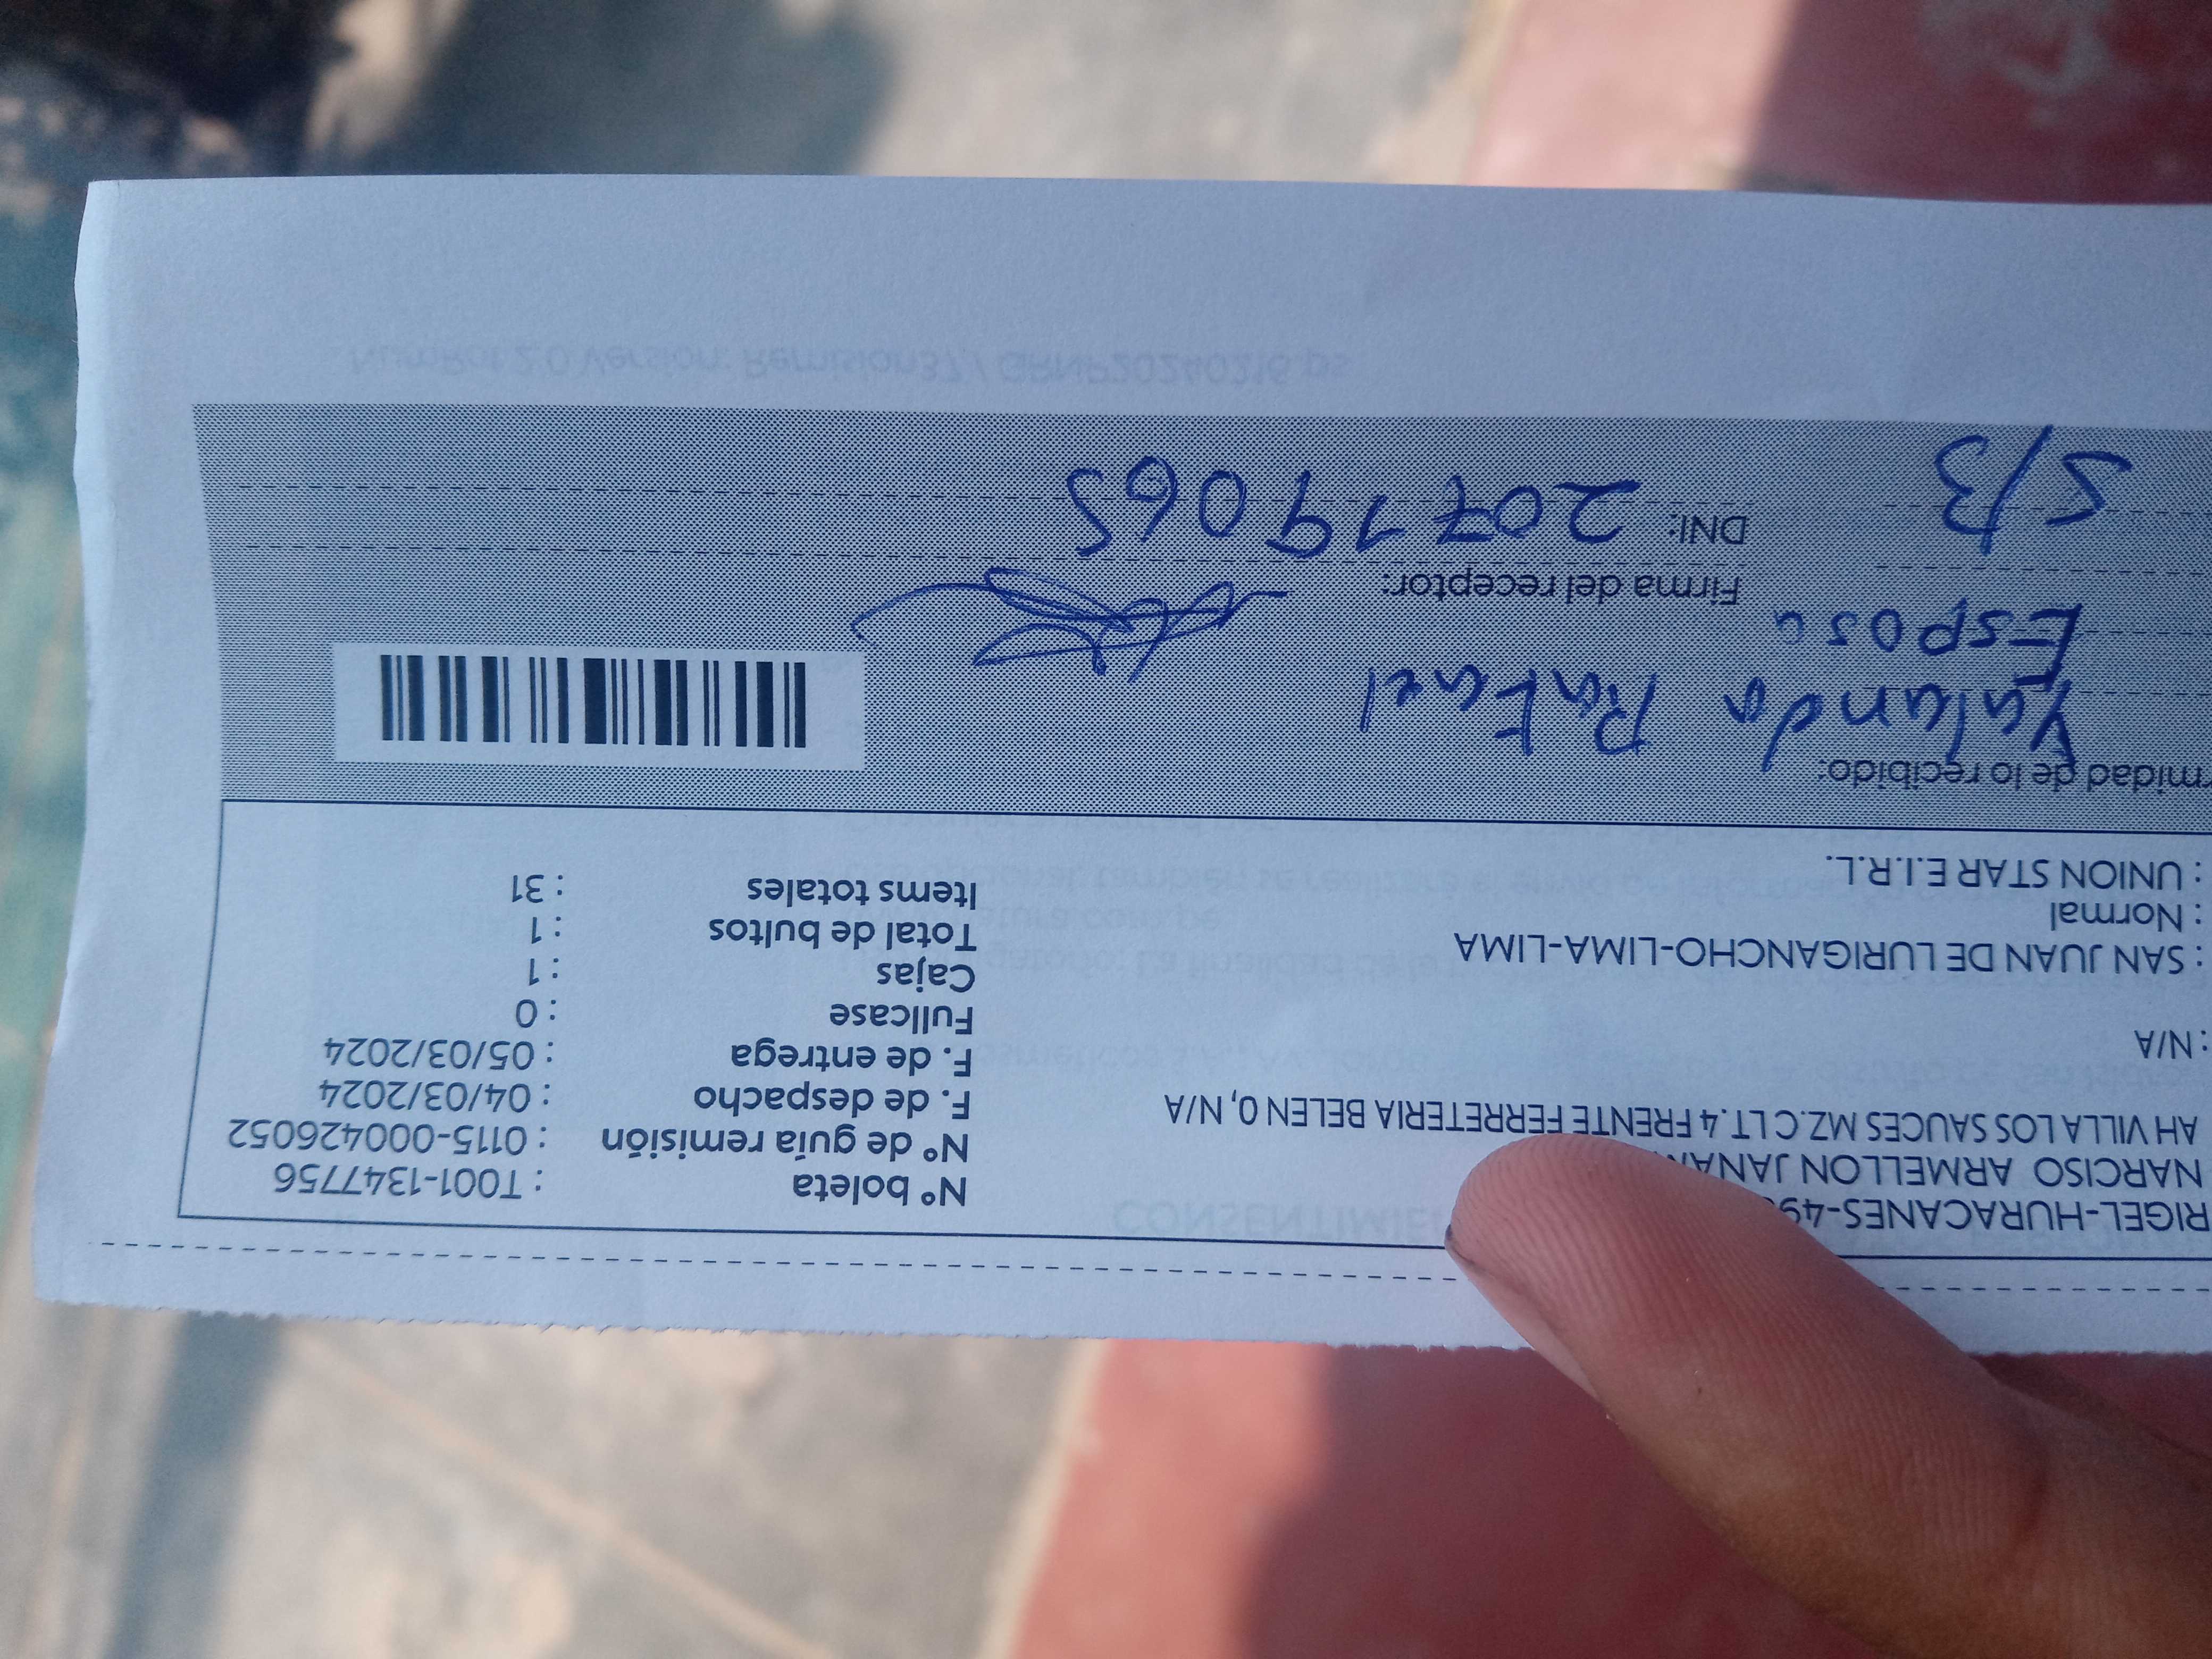 RIGEL-HURACANES-49
NARCISO ARMELLON
AH VILLA LOS SAUCES MZ.C LT.4 FRENTE FERRETERIA BELEN 0, N/A
: N/A
: SAN JUAN DE LURIGANCHO-LIMA-LIMA
: Normal
: UNION STAR E.I.R.L.
Nº boleta : T001-1347756
Nº de guía remisión : 0115-000426052
F. de despacho : 04/03/2024
F. de entrega : 05/03/2024
Fullcase : 0
Cajas : 1
Total de bultos : 1
Items totales : 31
rmidad de lo recibido:
Yalanda Rafael
Esposa
Firma del receptor:
5/3
DNI: 20719065